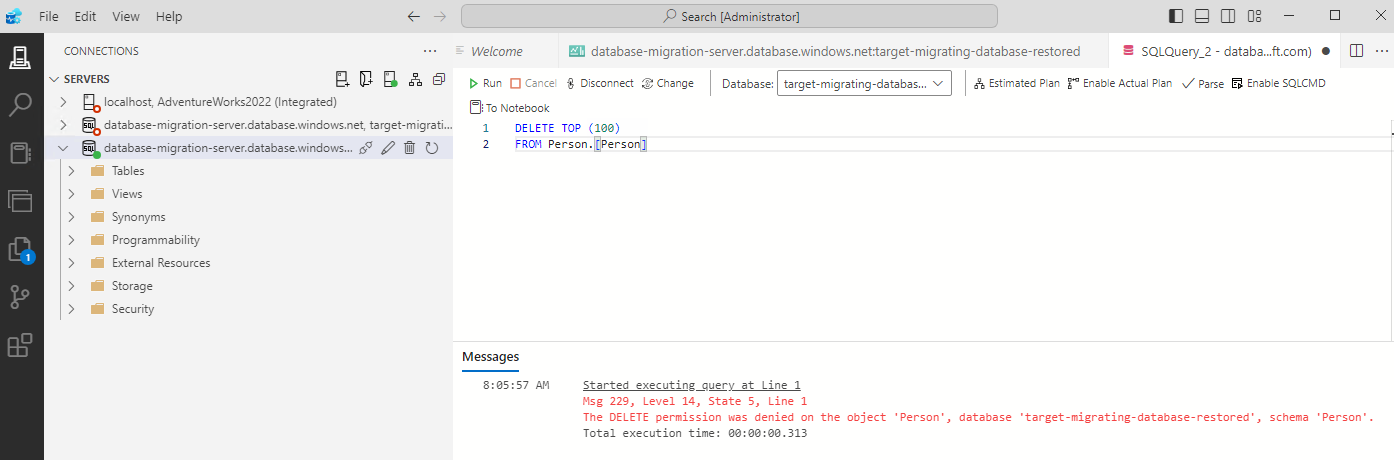 File Edit View Help Search [Administrator]
CONNECTIONS
Welcome database-migration-server.database.windows.net:target-migrating-database-restored SQLQuery_2 - databa...ft.com)
SERVERS
localhost, AdventureWorks2022 (Integrated)
database-migration-server.database.windows.net, target-migrati...
database-migration-server.database.windows...
Tables
Views
Synonyms
Programmability
External Resources
Storage
Security
1
Run Cancel Disconnect Change Database: target-migrating-databas... Estimated Plan Enable Actual Plan Parse Enable SQLCMD
To Notebook
1 DELETE TOP (100)
2 FROM Person.[Person]
Messages
8:05:57 AM Started executing query at Line 1
Msg 229, Level 14, State 5, Line 1
The DELETE permission was denied on the object 'Person', database 'target-migrating-database-restored', schema 'Person'.
Total execution time: 00:00:00.313